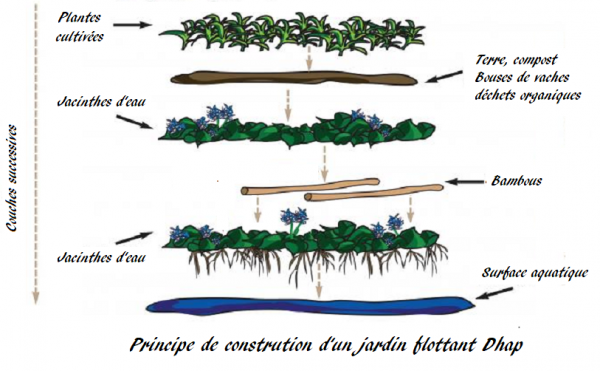 Plantes
cultivées
Terre, compost
Bouses de vaches
déchets organiques
Jacinthes d'eau
Couches successives
Bambous
Jacinthes d'eau
Surface aquatique
Principe de constrution d'un jardin flottant Dhap